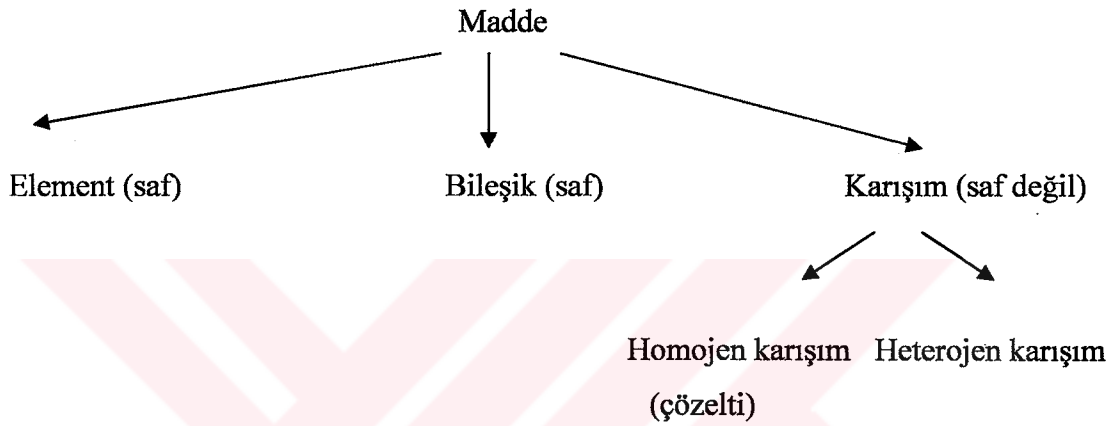 Madde
Element (saf) Bileşik (saf) Karışım (saf değil)
Homojen karışım Heterojen karışım
(çözelti)